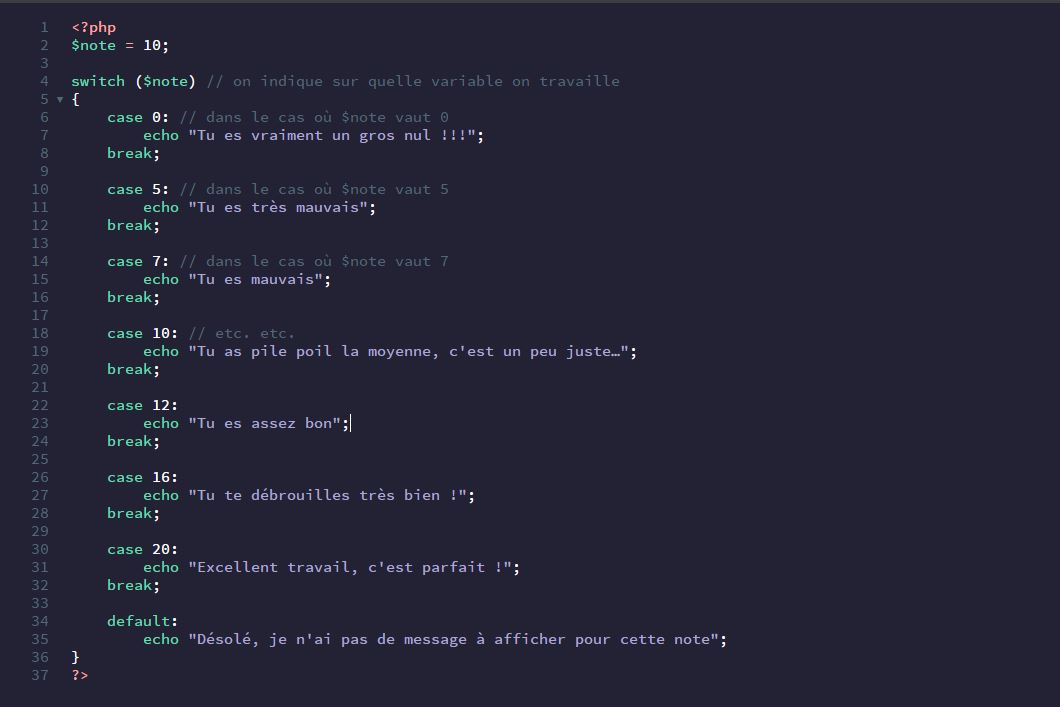 1 <?php
2 $note = 10;
3
4 switch ($note) // on indique sur quelle variable on travaille
5 {
6 case 0: // dans le cas où $note vaut 0
7 echo "Tu es vraiment un gros nul !!!";
8 break;
9
10 case 5: // dans le cas où $note vaut 5
11 echo "Tu es très mauvais";
12 break;
13
14 case 7: // dans le cas où $note vaut 7
15 echo "Tu es mauvais";
16 break;
17
18 case 10: // etc. etc.
19 echo "Tu as pile poil la moyenne, c'est un peu juste…";
20 break;
21
22 case 12:
23 echo "Tu es assez bon";
24 break;
25
26 case 16:
27 echo "Tu te débrouilles très bien !";
28 break;
29
30 case 20:
31 echo "Excellent travail, c'est parfait !";
32 break;
33
34 default:
35 echo "Désolé, je n'ai pas de message à afficher pour cette note";
36 }
37 ?>